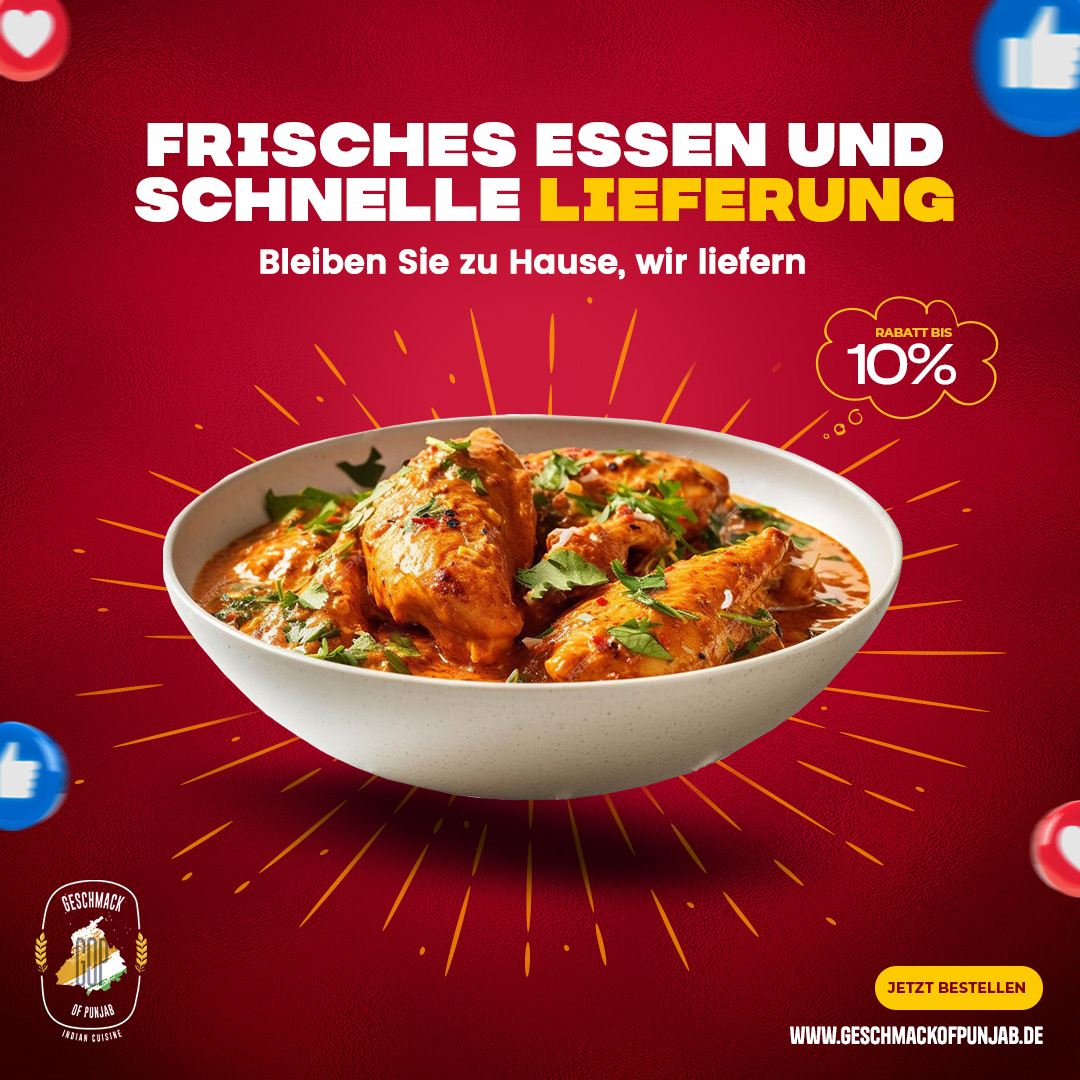 FRISCHES ESSEN UND
SCHNELLE LIEFERUNG
Bleiben Sie zu Hause, wir liefern
RABATT BIS
10%
GESCHMACK
GOP
OF PUNJAB
INDIAN CUISINE
JETZT BESTELLEN
WWW.GESCHMACKOFPUNJAB.DE